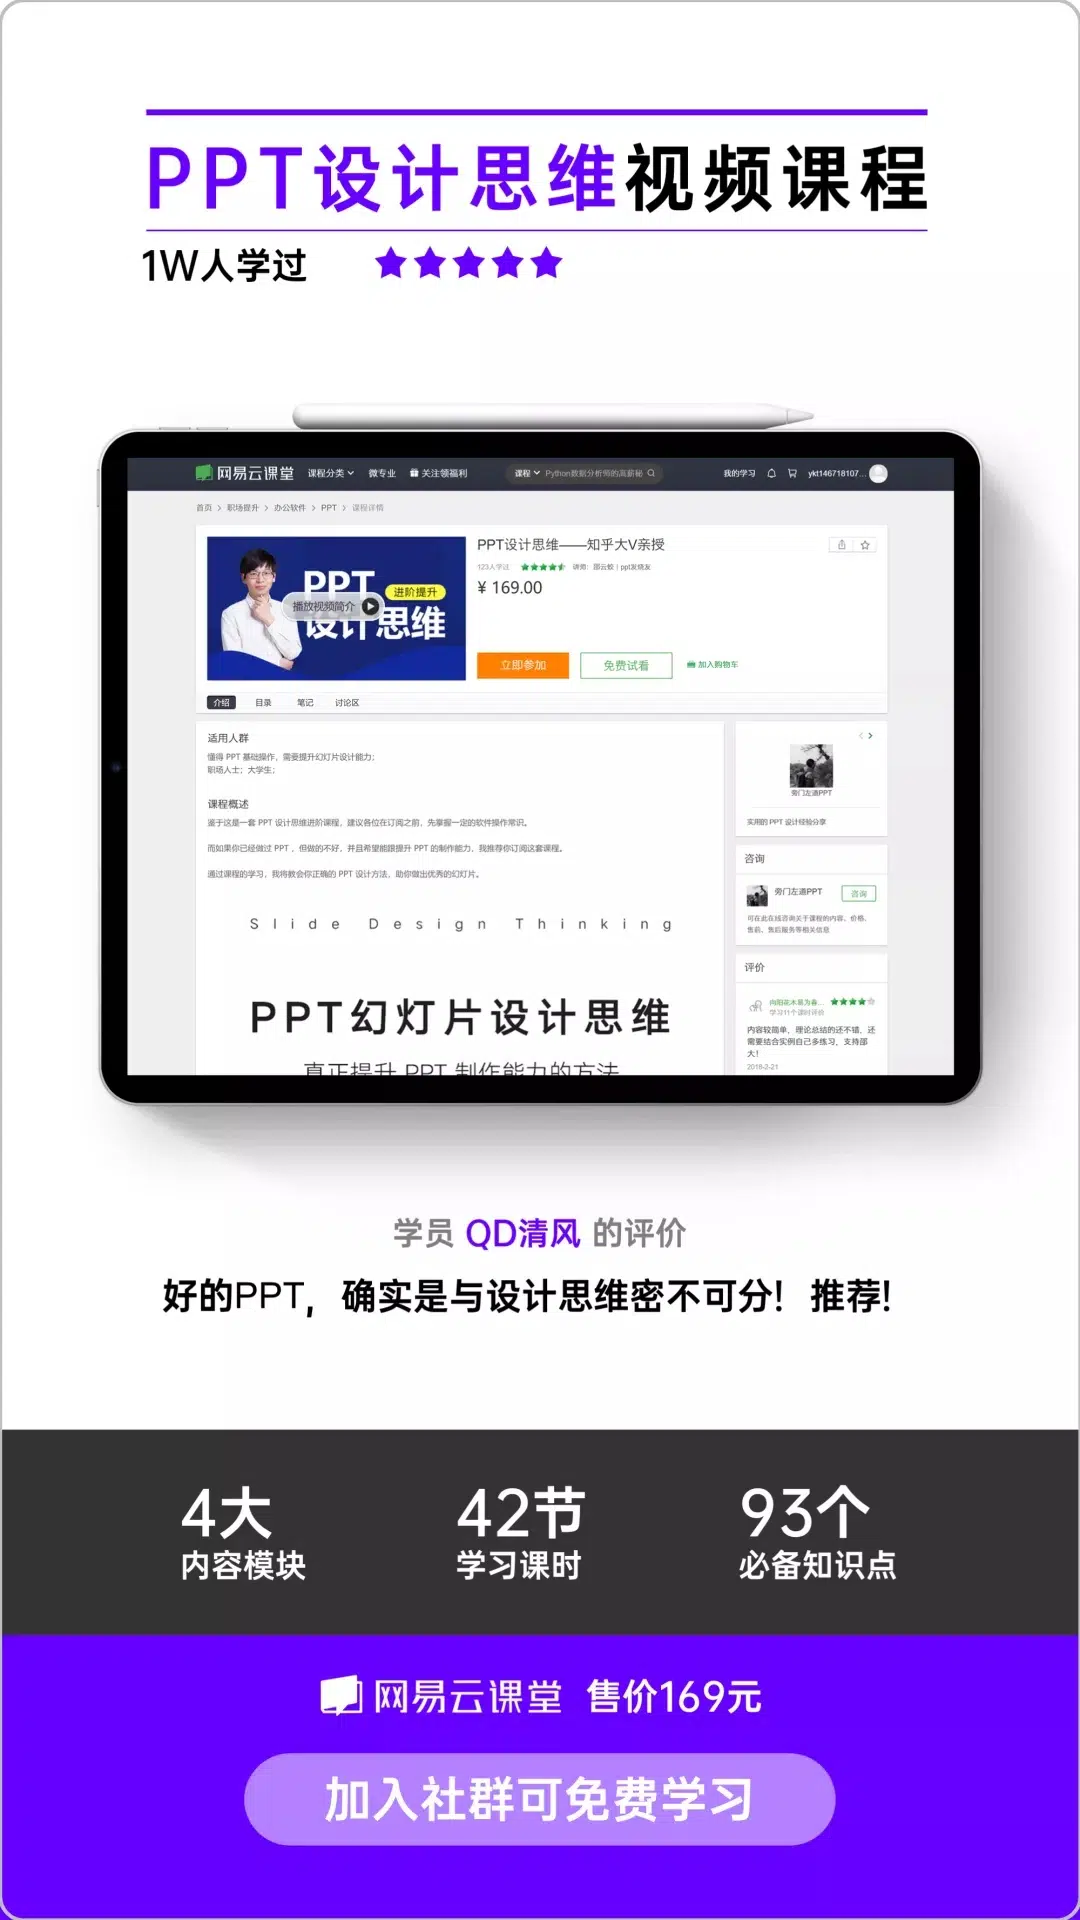 PPT设计思维视频课程
1W人学过
网易云课堂 课程分类 微专业 关注领福利 课程 Python数据分析师的高薪秘 我的学习 ykt146718107...
首页 > 职场提升 > 办公软件 > PPT > 课程详情
PPT
设计思维
进阶提升
播放视频简介
PPT设计思维——知乎大V亲授
123人学过 讲师: 邵云蛟 | ppt发烧友
¥ 169.00
立即参加 免费试看 加入购物车
介绍 目录 笔记 讨论区
适用人群
懂得 PPT 基础操作，需要提升幻灯片设计能力；
职场人士；大学生；
课程概述
鉴于这是一套 PPT 设计思维进阶课程，建议各位在订阅之前，先掌握一定的软件操作常识。
而如果你已经做过 PPT ，但做的不好，并且希望能跟提升 PPT 的制作能力，我推荐你订阅这套课程。
通过课程的学习，我将教会你正确的 PPT 设计方法，助你做出优秀的幻灯片。
Slide Design Thinking
PPT幻灯片设计思维
真正提升 PPT 制作能力的方法
旁门左道PPT
实用的 PPT 设计经验分享
咨询
旁门左道PPT
咨询
可在此在线咨询关于课程的内容、价格、
售前、售后服务等相关信息
评价
向阳花木易为春...
学习11个课时评价
内容较简单，理论总结的还不错，还
需要结合实例自己多练习，支持邵
大！
2018-2-21
学员 QD清风 的评价
好的PPT，确实是与设计思维密不可分！推荐!
4大 42节 93个
内容模块 学习课时 必备知识点
网易云课堂 售价169元
加入社群可免费学习